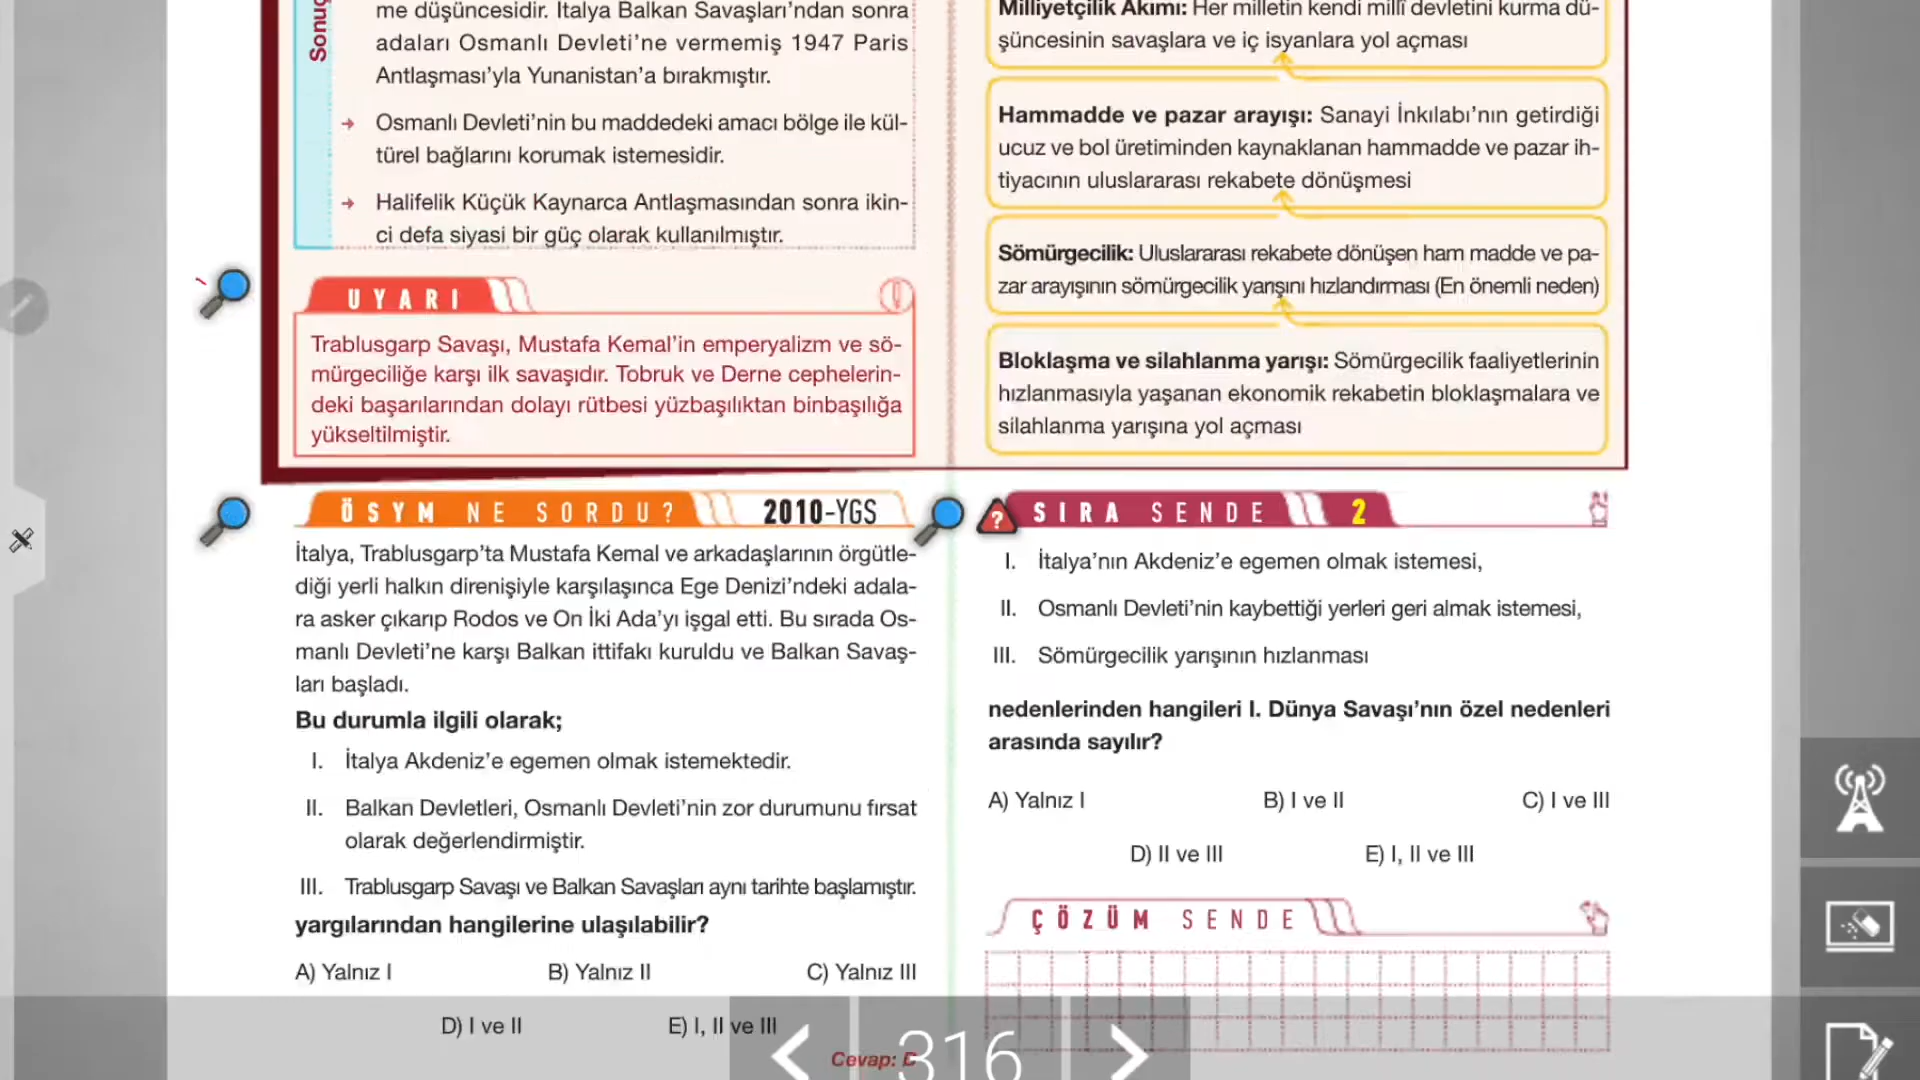 Sonuç
me düşüncesidir. İtalya Balkan Savaşları'ndan sonra
adaları Osmanlı Devleti'ne vermemiş 1947 Paris
Antlaşması'yla Yunanistan'a bırakmıştır.
→ Osmanlı Devleti'nin bu maddedeki amacı bölge ile kül-
türel bağlarını korumak istemesidir.
→ Halifelik Küçük Kaynarca Antlaşmasından sonra ikin-
ci defa siyasi bir güç olarak kullanılmıştır.
UYARI
Trablusgarp Savaşı, Mustafa Kemal'in emperyalizm ve sö-
mürgeciliğe karşı ilk savaşıdır. Tobruk ve Derne cephelerin-
deki başarılarından dolayı rütbesi yüzbaşılıktan binbaşılığa
yükseltilmiştir.
Milliyetçilik Akımı: Her milletin kendi millî devletini kurma dü-
şüncesinin savaşlara ve iç isyanlara yol açması
Hammadde ve pazar arayışı: Sanayi İnkılabı'nın getirdiği
ucuz ve bol üretiminden kaynaklanan hammadde ve pazar ih-
tiyacının uluslararası rekabete dönüşmesi
Sömürgecilik: Uluslararası rekabete dönüşen ham madde ve pa-
zar arayışının sömürgecilik yarışını hızlandırması (En önemli neden)
Bloklaşma ve silahlanma yarışı: Sömürgecilik faaliyetlerinin
hızlanmasıyla yaşanan ekonomik rekabetin bloklaşmalara ve
silahlanma yarışına yol açması
ÖSYM NE SORDU? 2010-YGS
İtalya, Trablusgarp'ta Mustafa Kemal ve arkadaşlarının örgütle-
diği yerli halkın direnişiyle karşılaşınca Ege Denizi'ndeki adala-
ra asker çıkarıp Rodos ve On İki Ada'yı işgal etti. Bu sırada Os-
manlı Devleti'ne karşı Balkan ittifakı kuruldu ve Balkan Savaş-
ları başladı.
Bu durumla ilgili olarak;
I. İtalya Akdeniz'e egemen olmak istemektedir.
II. Balkan Devletleri, Osmanlı Devleti'nin zor durumunu fırsat
olarak değerlendirmiştir.
III. Trablusgarp Savaşı ve Balkan Savaşları aynı tarihte başlamıştır.
yargılarından hangilerine ulaşılabilir?
A) Yalnız I B) Yalnız II C) Yalnız III
D) I ve II E) I, II ve III
Cevap:
? SIRA SENDE 2
I. İtalya'nın Akdeniz'e egemen olmak istemesi,
II. Osmanlı Devleti'nin kaybettiği yerleri geri almak istemesi,
III. Sömürgecilik yarışının hızlanması
nedenlerinden hangileri I. Dünya Savaşı'nın özel nedenleri
arasında sayılır?
A) Yalnız I B) I ve II C) I ve III
D) II ve III E) I, II ve III
ÇÖZÜM SENDE
316